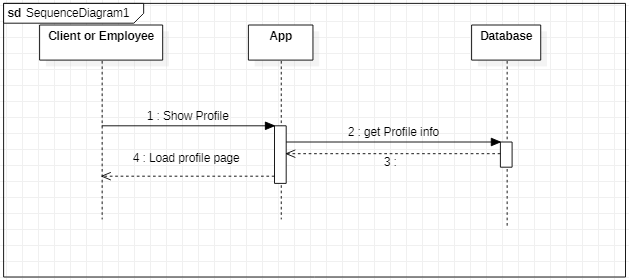 sd SequenceDiagram1
Client or Employee
App
Database
1 : Show Profile
2 : get Profile info
3 :
4 : Load profile page